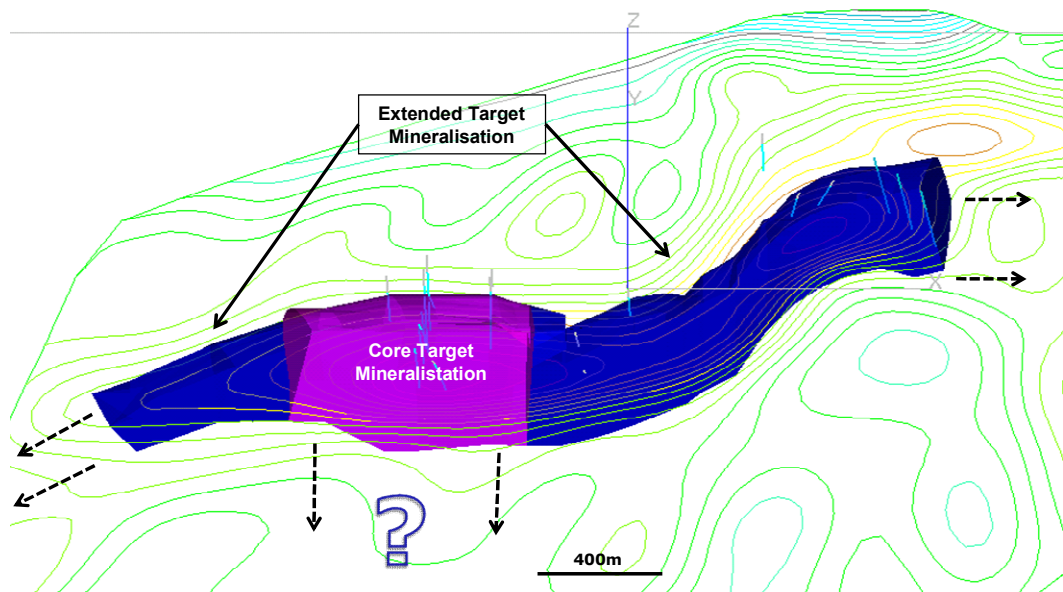 Z
Y
Extended Target
Mineralisation
X
Core Target
Mineralistation
?
400m